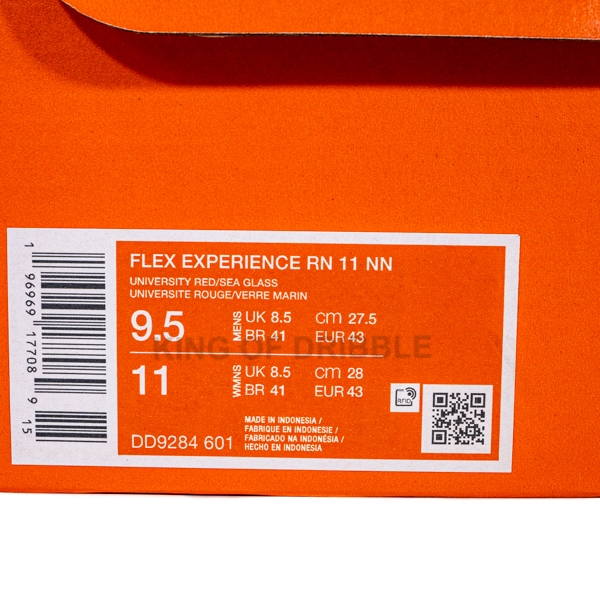 FLEX EXPERIENCE RN 11 NN
UNIVERSITY RED/SEA GLASS
UNIVERSITE ROUGE/VERRE MARIN
9.5 MENS UK 8.5 cm 27.5
BR 41 EUR 43
KING OF DRIBBLE
11 WMNS UK 8.5 cm 28
BR 41 EUR 43
RFID
DD9284 601
MADE IN INDONESIA /
FABRIQUE EN INDONESIE /
FABRICADO NA INDONÉSIA /
HECHO EN INDONESIA
1 96969 17708 9 15